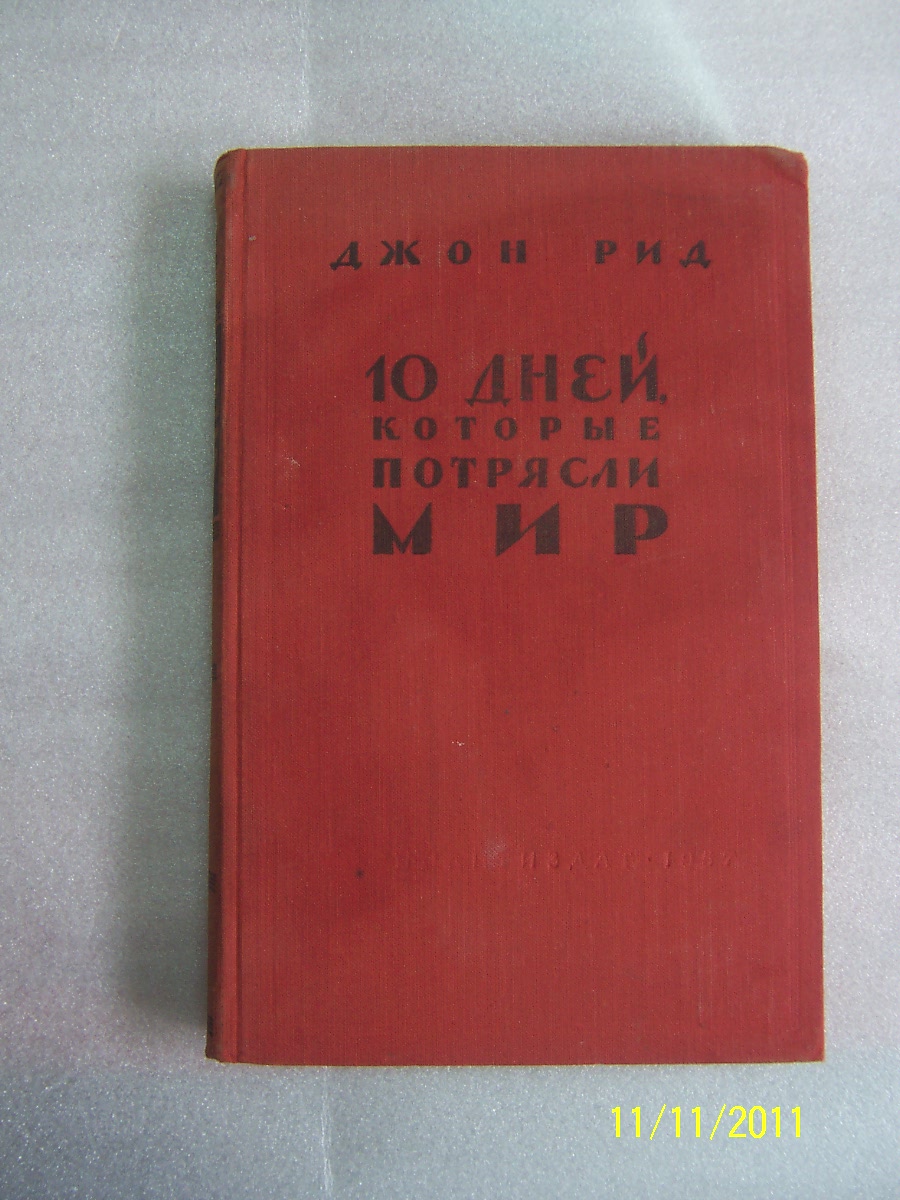 ДЖОН РИД
10 ДНЕЙ,
КОТОРЫЕ
ПОТРЯСЛИ
МИР
11/11/2011